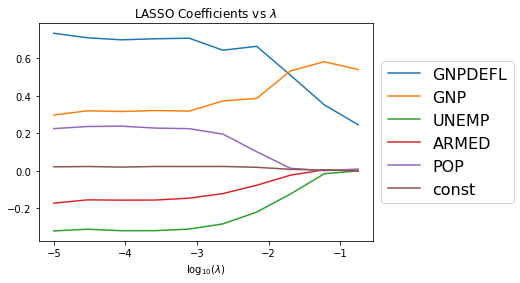 LASSO Coefficients vs λ
0.6
0.4
0.2
0.0
−0.2
−5
−4
−3
−2
−1
log₁₀(λ)
GNPDEFL
GNP
UNEMP
ARMED
POP
const